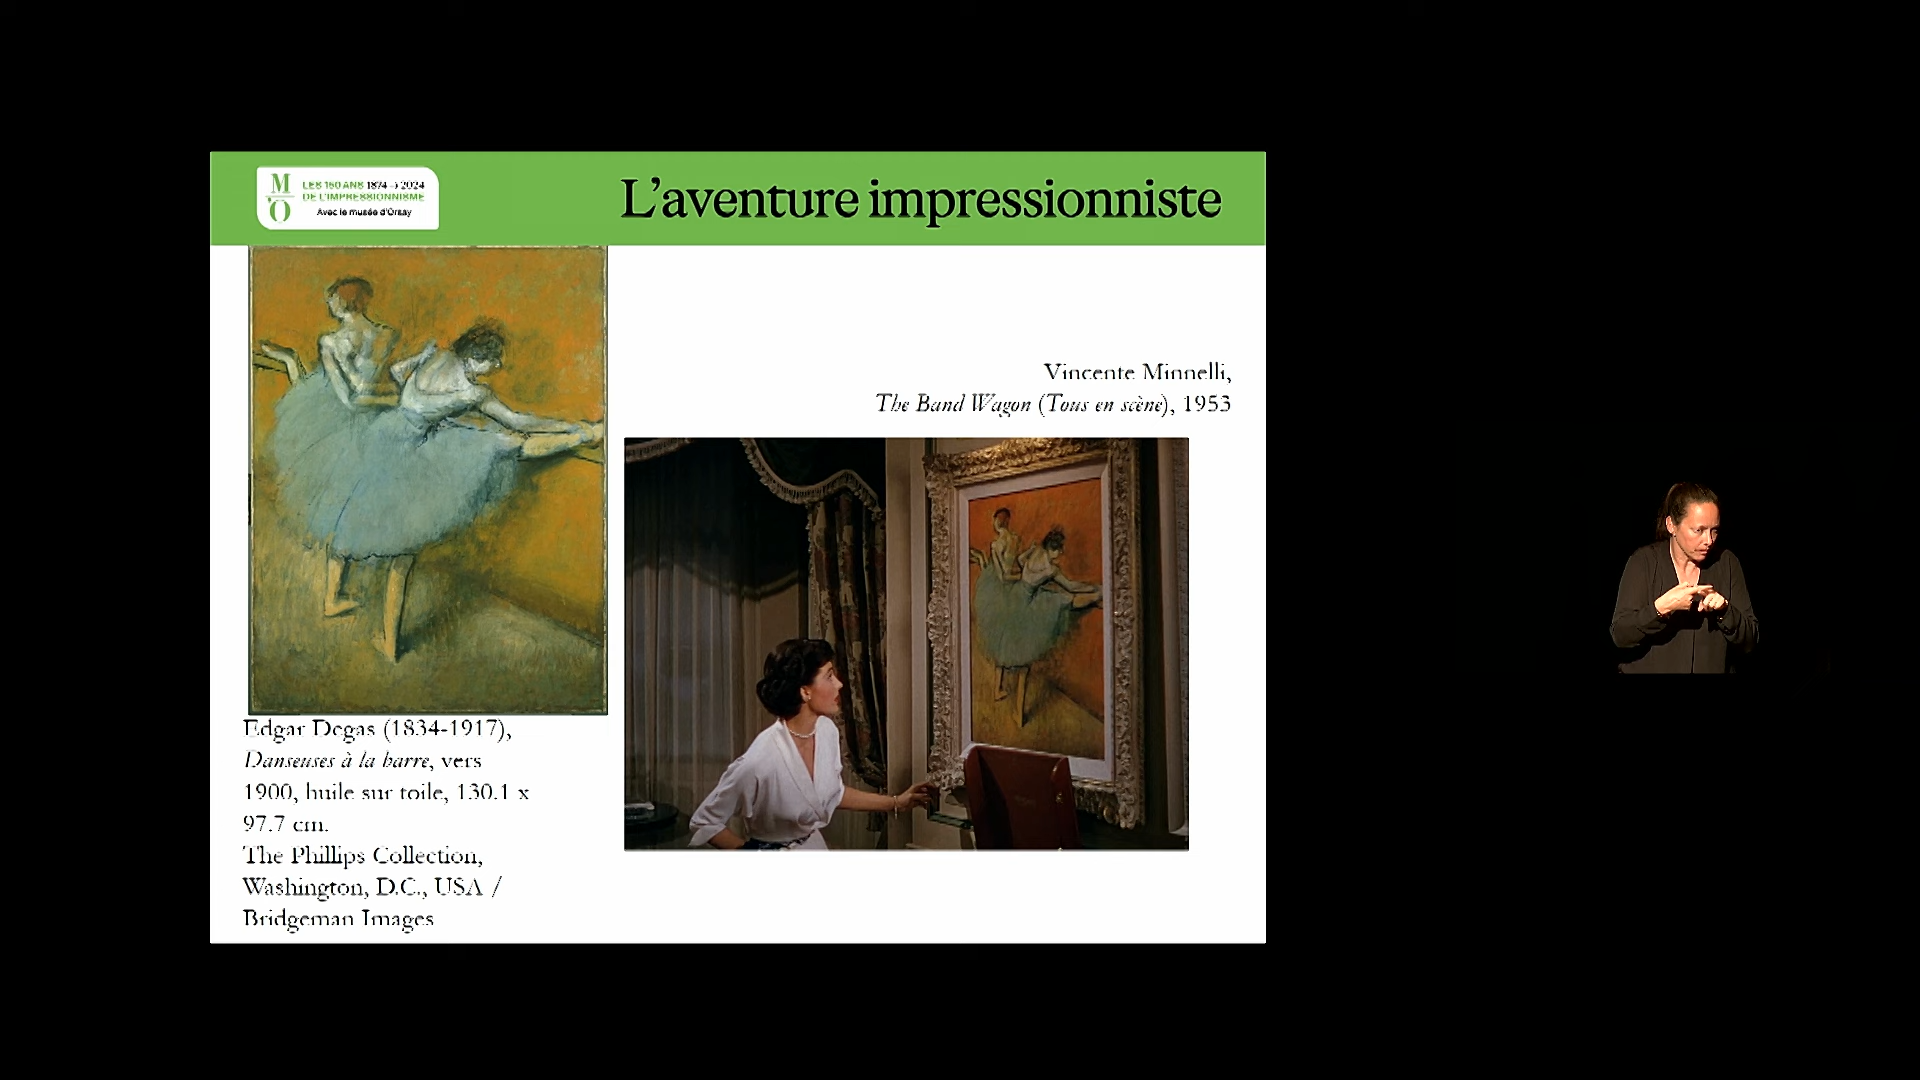 M
'O
LES 150 ANS 1874 → 2024
DE L'IMPRESSIONNISME
Avec le musée d'Orsay
L'aventure impressionniste
Vincente Minnelli,
The Band Wagon (Tous en scène), 1953
Edgar Degas (1834-1917),
Danseuses à la barre, vers
1900, huile sur toile, 130.1 x
97.7 cm.
The Phillips Collection,
Washington, D.C., USA /
Bridgeman Images